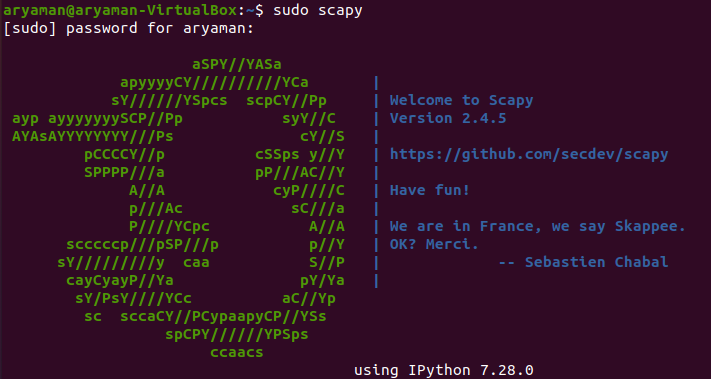 aryaman@aryaman-VirtualBox:~$ sudo scapy
[sudo] password for aryaman:
                     aSPY//YASa
             apyyyyCY//////////YCa       |
            sY//////YSpcs  scpCY//Pp     | Welcome to Scapy
 ayp ayyyyyyySCP//Pp           syY//C    | Version 2.4.5
 AYAsAYYYYYYYY///Ps              cY//S   |
         pCCCCY//p          cSSps y//Y   | https://github.com/secdev/scapy
         SPPPP///a          pP///AC//Y   |
              A//A            cyP////C   | Have fun!
              p///Ac            sC///a   |
              P////YCpc           A//A   | We are in France, we say Skappee.
       scccccp///pSP///p          p//Y   | OK? Merci.
      sY/////////y  caa           S//P   |             -- Sebastien Chabal
       cayCyayP//Ya              pY/Ya   |
        sY/PsY////YCc          aC//Yp
         sc  sccaCY//PCypaapyCP//YSs
                  spCPY//////YPSps
                       ccaacs
                                       using IPython 7.28.0